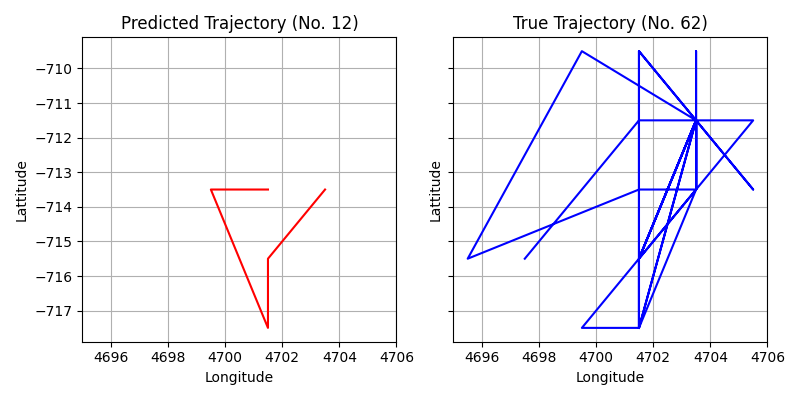 Predicted Trajectory (No. 12)
True Trajectory (No. 62)
−710
−711
−712
−713
−714
−715
−716
−717
Lattitude
Lattitude
4696 4698 4700 4702 4704 4706
4696 4698 4700 4702 4704 4706
Longitude
Longitude